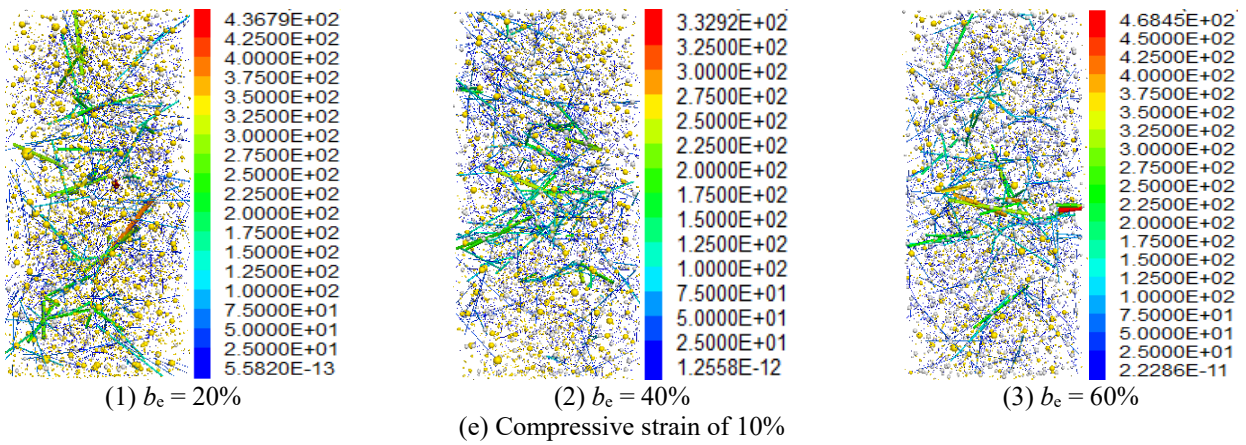 4.3679E+02
4.2500E+02
4.0000E+02
3.7500E+02
3.5000E+02
3.2500E+02
3.0000E+02
2.7500E+02
2.5000E+02
2.2500E+02
2.0000E+02
1.7500E+02
1.5000E+02
1.2500E+02
1.0000E+02
7.5000E+01
5.0000E+01
2.5000E+01
5.5820E-13
(1) be = 20%
3.3292E+02
3.2500E+02
3.0000E+02
2.7500E+02
2.5000E+02
2.2500E+02
2.0000E+02
1.7500E+02
1.5000E+02
1.2500E+02
1.0000E+02
7.5000E+01
5.0000E+01
2.5000E+01
1.2558E-12
(2) be = 40%
4.6845E+02
4.5000E+02
4.2500E+02
4.0000E+02
3.7500E+02
3.5000E+02
3.2500E+02
3.0000E+02
2.7500E+02
2.5000E+02
2.2500E+02
2.0000E+02
1.7500E+02
1.5000E+02
1.2500E+02
1.0000E+02
7.5000E+01
5.0000E+01
2.5000E+01
2.2286E-11
(3) be = 60%
(e) Compressive strain of 10%